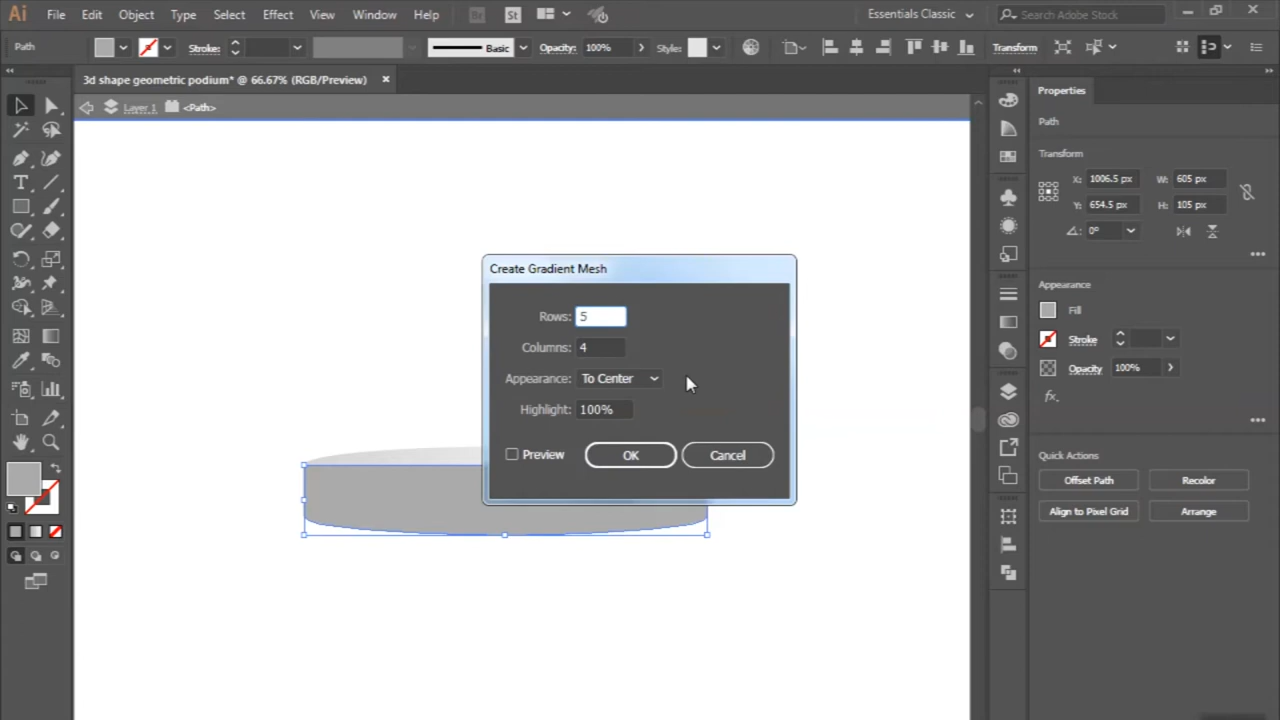 Ai File Edit Object Type Select Effect View Window Help Br St Essentials Classic Search Adobe Stock
Path Stroke: Basic Opacity: 100% Style: Transform
3d shape geometric podium* @ 66.67% (RGB/Preview) ×
Layer 1 <Path>
Properties
Path
Transform
X: 1006.5 px W: 605 px
Y: 654.5 px H: 105 px
0°
Appearance
Fill
Stroke
Opacity 100%
fx
Quick Actions
Offset Path Recolor
Align to Pixel Grid Arrange
Create Gradient Mesh
Rows: 5
Columns: 4
Appearance: To Center
Highlight: 100%
Preview OK Cancel